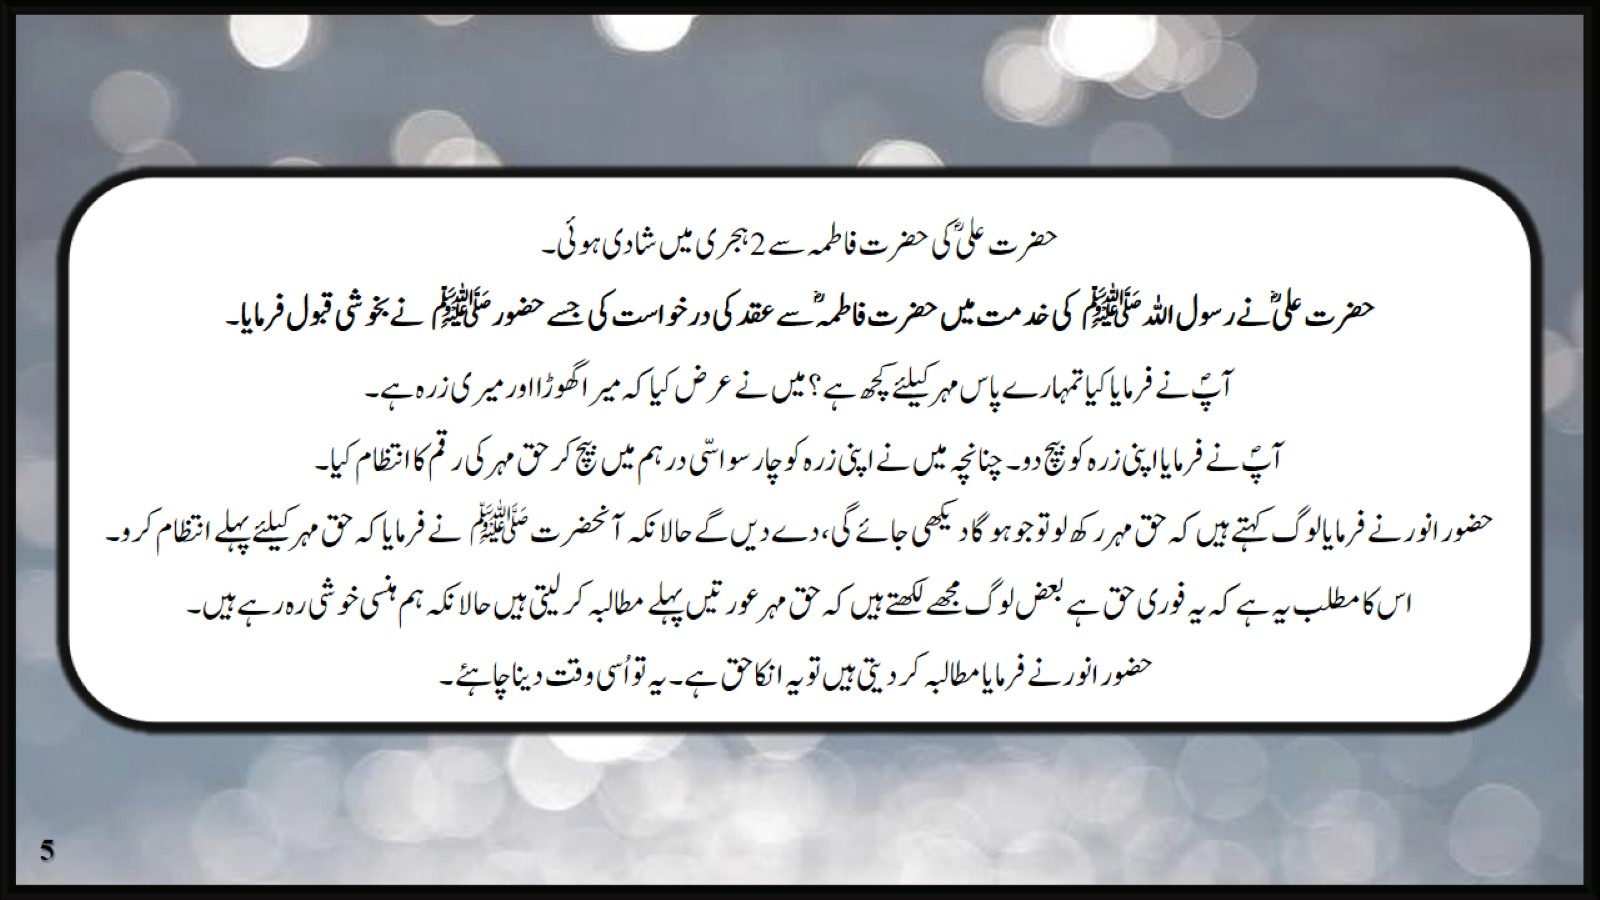 حضرت علیؓ کی حضرت فاطمہ سے 2 ہجری میں شادی ہوئی۔
حضرت علیؓ نے رسول اللہ ﷺ کی خدمت میں حضرت فاطمہؓ سے عقد کی درخواست کی جسے حضور ﷺ نے بخوشی قبول فرمایا۔
آپؐ نے فرمایا کیا تمہارے پاس مہر کیلئے کچھ ہے؟ میں نے عرض کیا کہ میرا گھوڑا اور میری زرہ ہے۔
آپؐ نے فرمایا اپنی زرہ کو بیچ دو۔ چنانچہ میں نے اپنی زرہ کو چار سو اسّی درہم میں بیچ کر حق مہر کی رقم کا انتظام کیا۔
حضور انور نے فرمایا لوگ کہتے ہیں کہ حق مہر رکھ لو تو جو ہو گا دیکھی جائے گی، دے دیں گے حالانکہ آنحضرت ﷺ نے فرمایا کہ حق مہر کیلئے پہلے انتظام کرو۔
اس کا مطلب یہ ہے کہ یہ فوری حق ہے بعض لوگ مجھے لکھتے ہیں کہ حق مہر عورتیں پہلے مطالبہ کر لیتی ہیں حالانکہ ہم ہنسی خوشی رہ رہے ہیں۔
حضور انور نے فرمایا مطالبہ کر دیتی ہیں تو یہ انکا حق ہے۔ یہ تو اُسی وقت دینا چاہئے۔
5